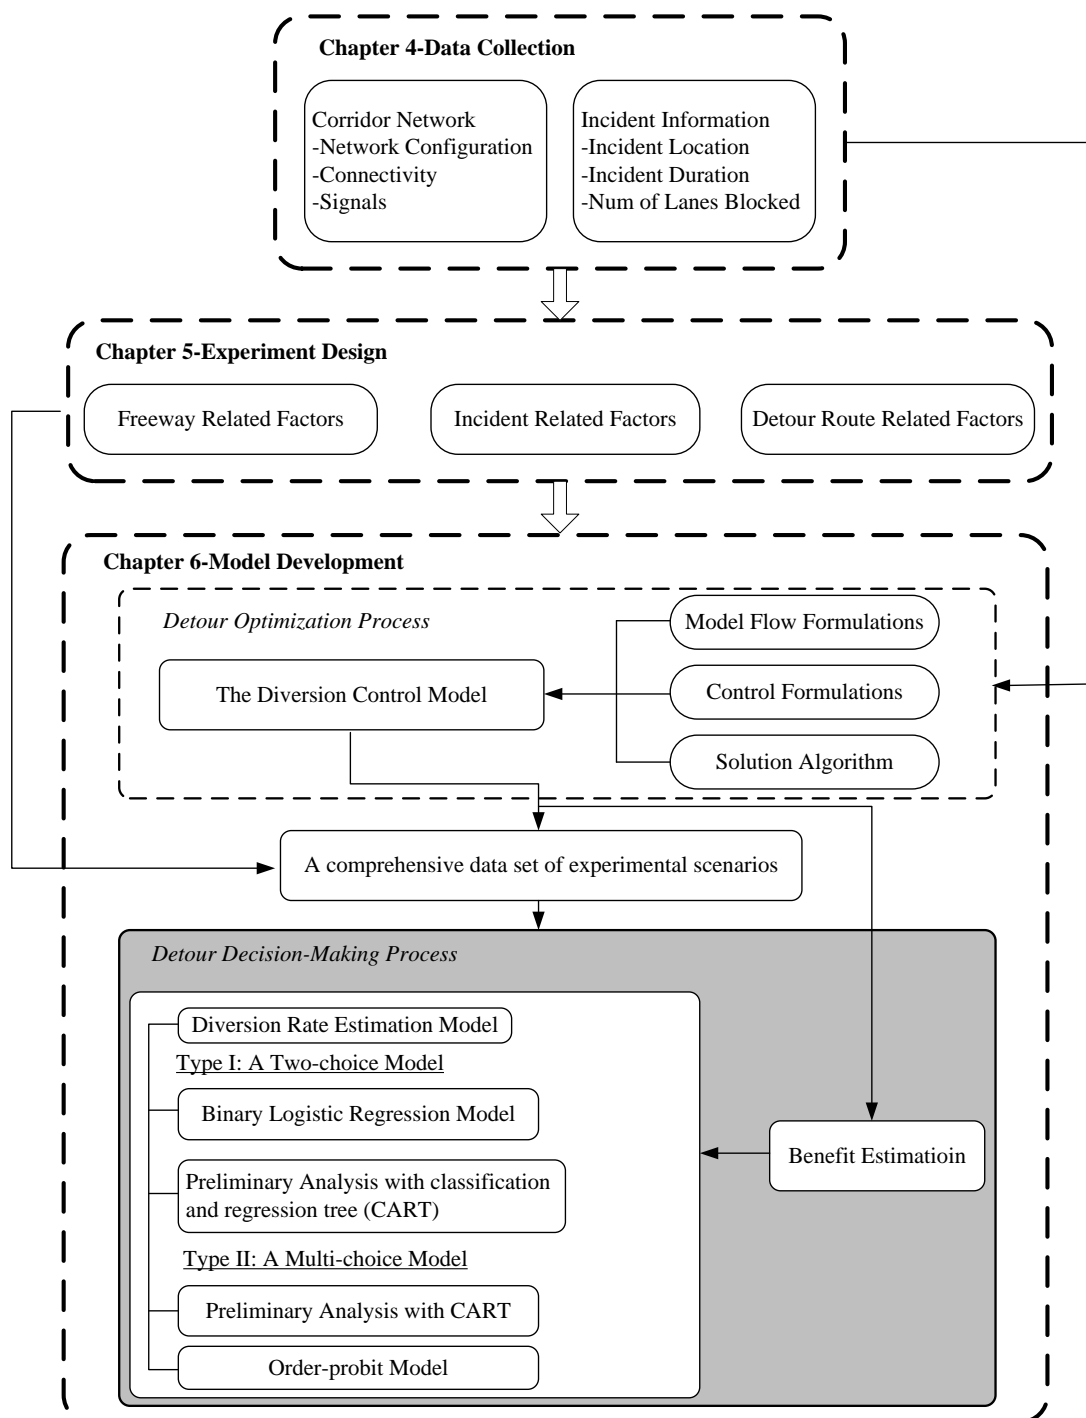 Chapter 4-Data Collection
Corridor Network
-Network Configuration
-Connectivity
-Signals
Incident Information
-Incident Location
-Incident Duration
-Num of Lanes Blocked
Chapter 5-Experiment Design
Freeway Related Factors
Incident Related Factors
Detour Route Related Factors
Chapter 6-Model Development
Detour Optimization Process
Model Flow Formulations
The Diversion Control Model
Control Formulations
Solution Algorithm
A comprehensive data set of experimental scenarios
Detour Decision-Making Process
Diversion Rate Estimation Model
Type I: A Two-choice Model
Binary Logistic Regression Model
Benefit Estimatioin
Preliminary Analysis with classification
and regression tree (CART)
Type II: A Multi-choice Model
Preliminary Analysis with CART
Order-probit Model